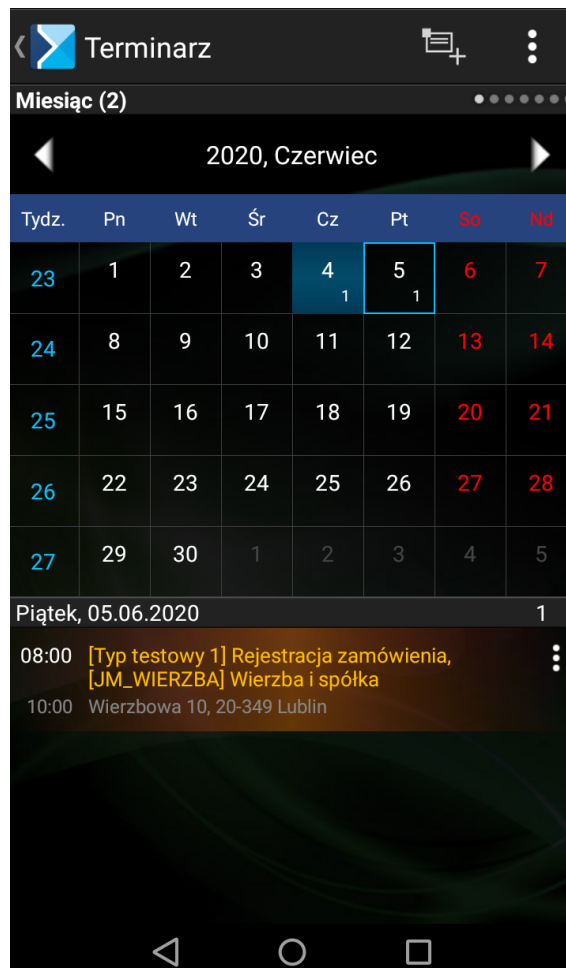 Terminarz
Miesiąc (2)
2020, Czerwiec
Tydz. Pn Wt Śr Cz Pt So Nd
23 1 2 3 4 1 5 1 6 7
24 8 9 10 11 12 13 14
25 15 16 17 18 19 20 21
26 22 23 24 25 26 27 28
27 29 30 1 2 3 4 5
Piątek, 05.06.2020 1
08:00 [Typ testowy 1] Rejestracja zamówienia,
[JM_WIERZBA] Wierzba i spółka
10:00 Wierzbowa 10, 20-349 Lublin